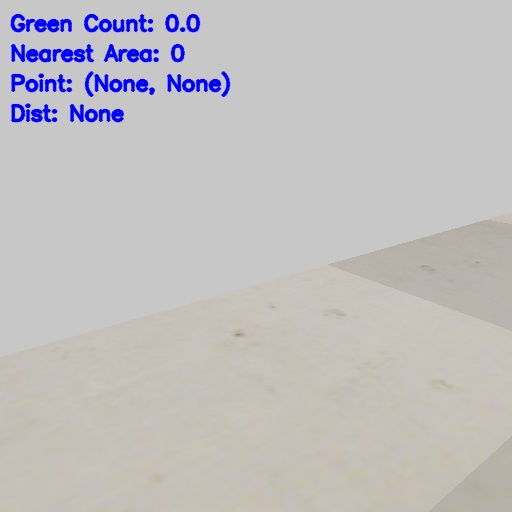 Green Count: 0.0
Nearest Area: 0
Point: (None, None)
Dist: None